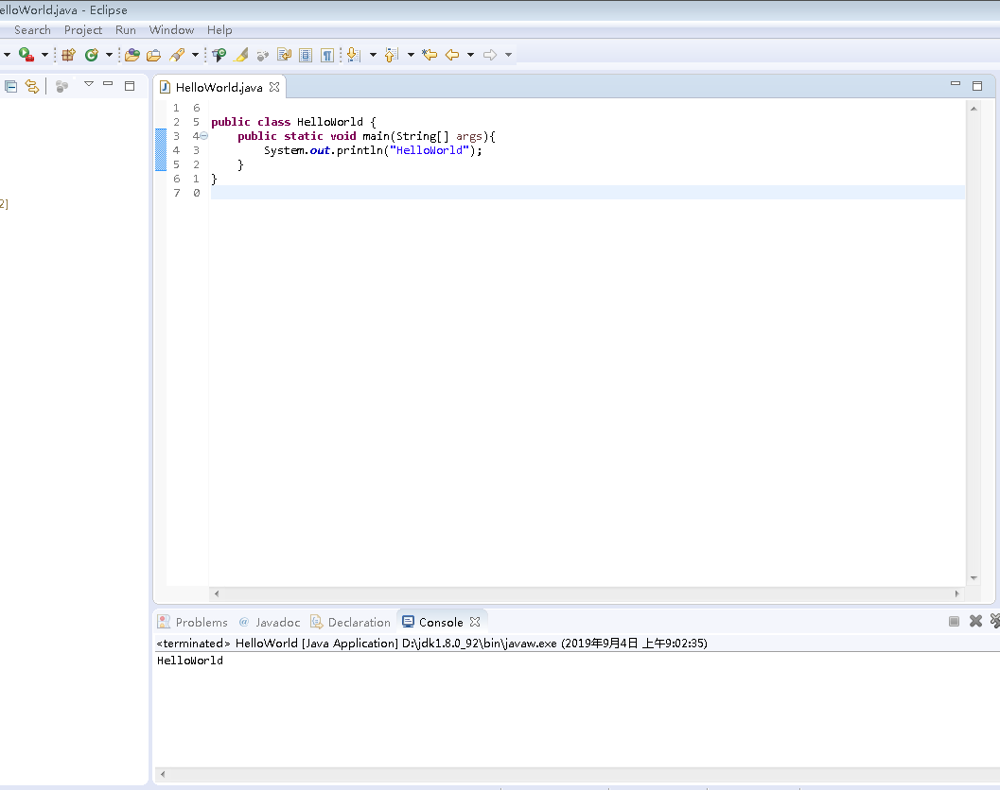 elloWorld.java - Eclipse
Search Project Run Window Help
HelloWorld.java
1 6
2 5 public class HelloWorld {
3 4 public static void main(String[] args){
4 3 System.out.println("HelloWorld");
5 2 }
6 1 }
7 0
2]
Problems @ Javadoc Declaration Console
<terminated> HelloWorld [Java Application] D:\jdk1.8.0_92\bin\javaw.exe (2019年9月4日 上午9:02:35)
HelloWorld